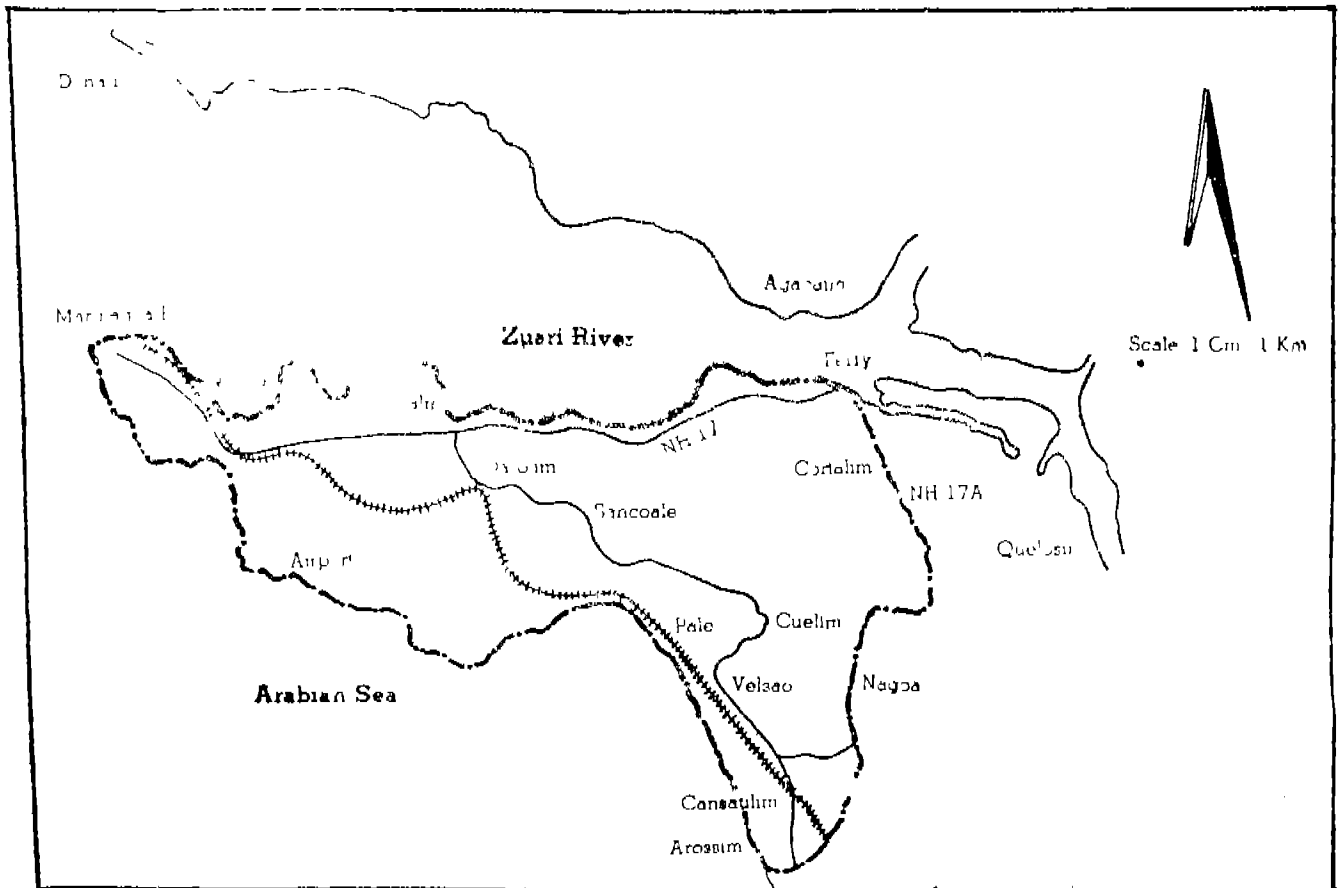 Zuari River
Ferry
Scale 1 Cm 1 Km
NH 17
Cortalim
NH 17A
Sancoale
Airport
Pale
Cuelim
Velsao
Nagoa
Arabian Sea
Cansaulim
Arossim